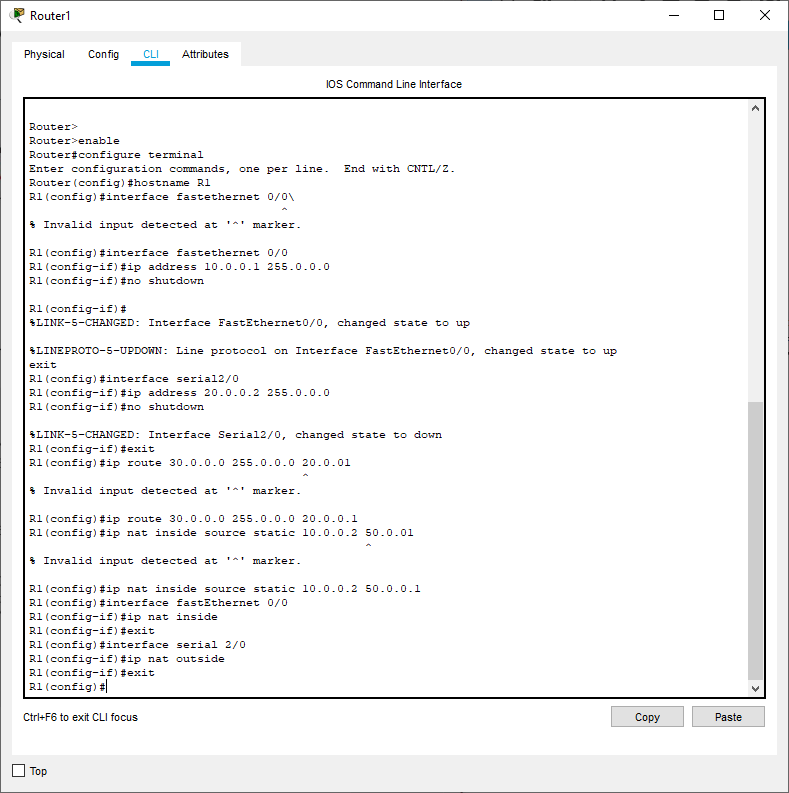 Router1
Physical Config CLI Attributes
IOS Command Line Interface
Router>
Router>enable
Router#configure terminal
Enter configuration commands, one per line.  End with CNTL/Z.
Router(config)#hostname R1
R1(config)#interface fastethernet 0/0\
^
% Invalid input detected at '^' marker.
R1(config)#interface fastethernet 0/0
R1(config-if)#ip address 10.0.0.1 255.0.0.0
R1(config-if)#no shutdown
R1(config-if)#
%LINK-5-CHANGED: Interface FastEthernet0/0, changed state to up
%LINEPROTO-5-UPDOWN: Line protocol on Interface FastEthernet0/0, changed state to up
exit
R1(config)#interface serial2/0
R1(config-if)#ip address 20.0.0.2 255.0.0.0
R1(config-if)#no shutdown
%LINK-5-CHANGED: Interface Serial2/0, changed state to down
R1(config-if)#exit
R1(config)#ip route 30.0.0.0 255.0.0.0 20.0.01
^
% Invalid input detected at '^' marker.
R1(config)#ip route 30.0.0.0 255.0.0.0 20.0.0.1
R1(config)#ip nat inside source static 10.0.0.2 50.0.01
^
% Invalid input detected at '^' marker.
R1(config)#ip nat inside source static 10.0.0.2 50.0.0.1
R1(config)#interface fastEthernet 0/0
R1(config-if)#ip nat inside
R1(config-if)#exit
R1(config)#interface serial 2/0
R1(config-if)#ip nat outside
R1(config-if)#exit
R1(config)#
Ctrl+F6 to exit CLI focus
Copy Paste
Top